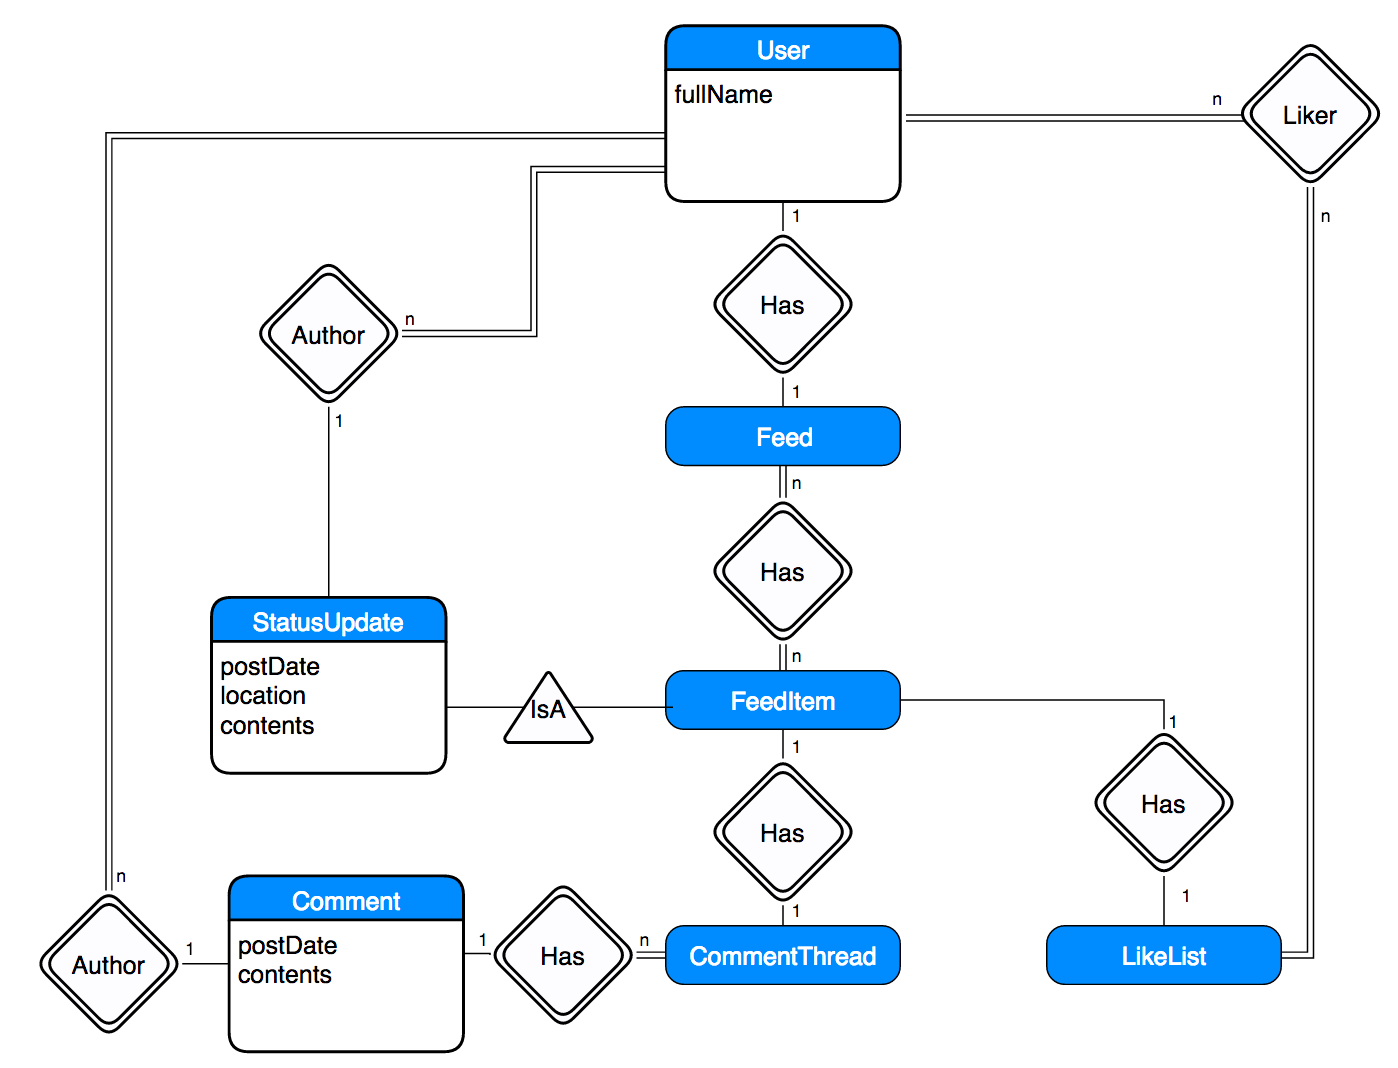 User
fullName
n
Liker
n
1
Has
n
Author
1
1
Feed
n
Has
StatusUpdate
postDate
location
contents
n
IsA
FeedItem
1
1
Has
Has
n
Comment
postDate
contents
1
1
Author
1
1
Has
n
CommentThread
LikeList